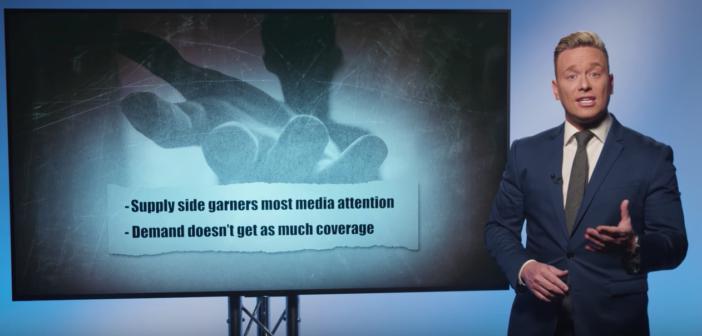 - Supply side garners most media attention
- Demand doesn't get as much coverage